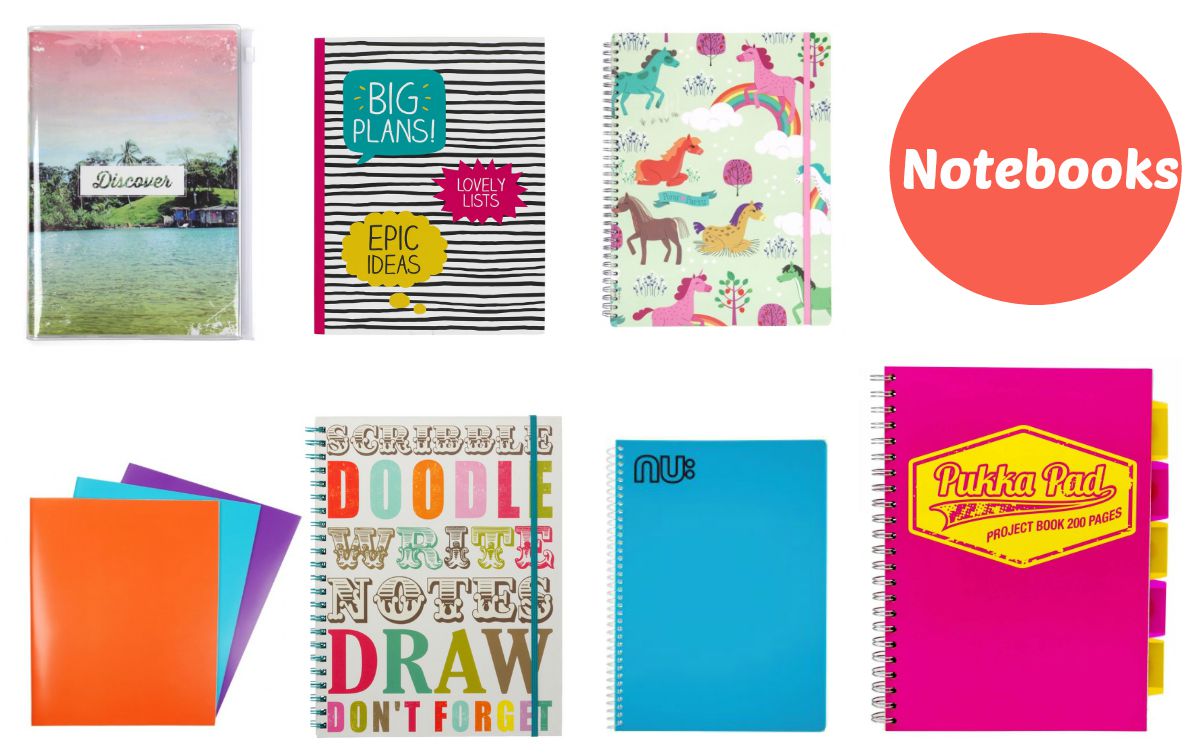 Discover
BIG
PLANS!
LOVELY
LISTS
EPIC
IDEAS
Notebooks
SCRIBBLE
DOODLE
WRITE
NOTES
DRAW
DON'T FORGET
nu:
Pukka Pad
PROJECT BOOK 200 PAGES